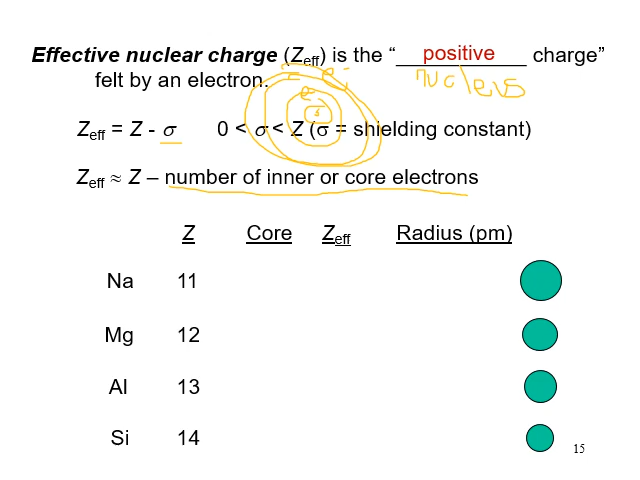 Effective nuclear charge (Zeff) is the “___positive___ charge”
nucleus
felt by an electron.
Zeff = Z - σ 0 < σ < Z (σ = shielding constant)
Zeff ≈ Z – number of inner or core electrons
Z Core Zeff Radius (pm)
Na 11
Mg 12
Al 13
Si 14
15